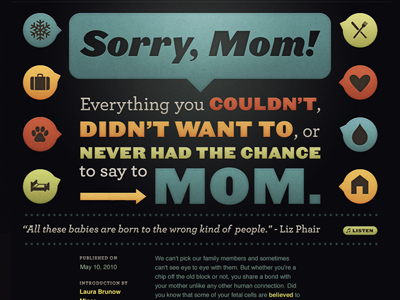 Sorry, Mom!
Everything you COULDN'T,
DIDN'T WANT TO, or
NEVER HAD THE CHANCE
to say to MOM.
“All these babies are born to the wrong kind of people.” - Liz Phair
LISTEN
PUBLISHED ON
May 10, 2010
INTRODUCTION BY
Laura Brunow
We can't pick our family members and sometimes
can't see eye to eye with them. But whether you're a
chip off the old block or not, you share a bond with
your mother unlike any other human connection. Did
you know that some of your fetal cells are believed to